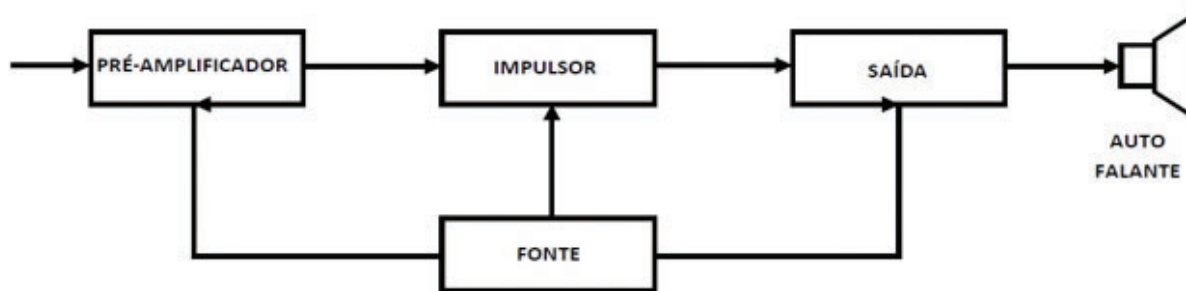 PRÉ-AMPLIFICADOR
IMPULSOR
SAÍDA
AUTO
FALANTE
FONTE